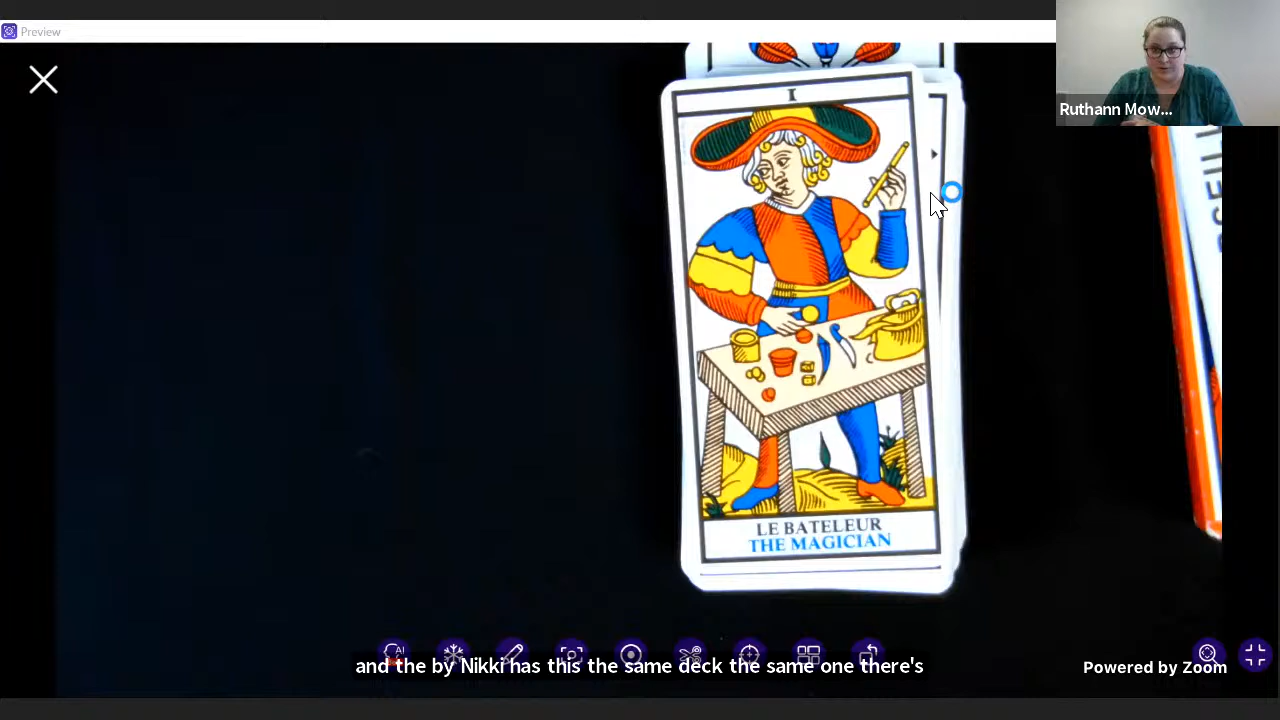 Preview
Ruthann Mow...
I
LE BATELEUR
THE MAGICIAN
AI
and the by Nikki has this the same deck the same one there's
Powered by Zoom